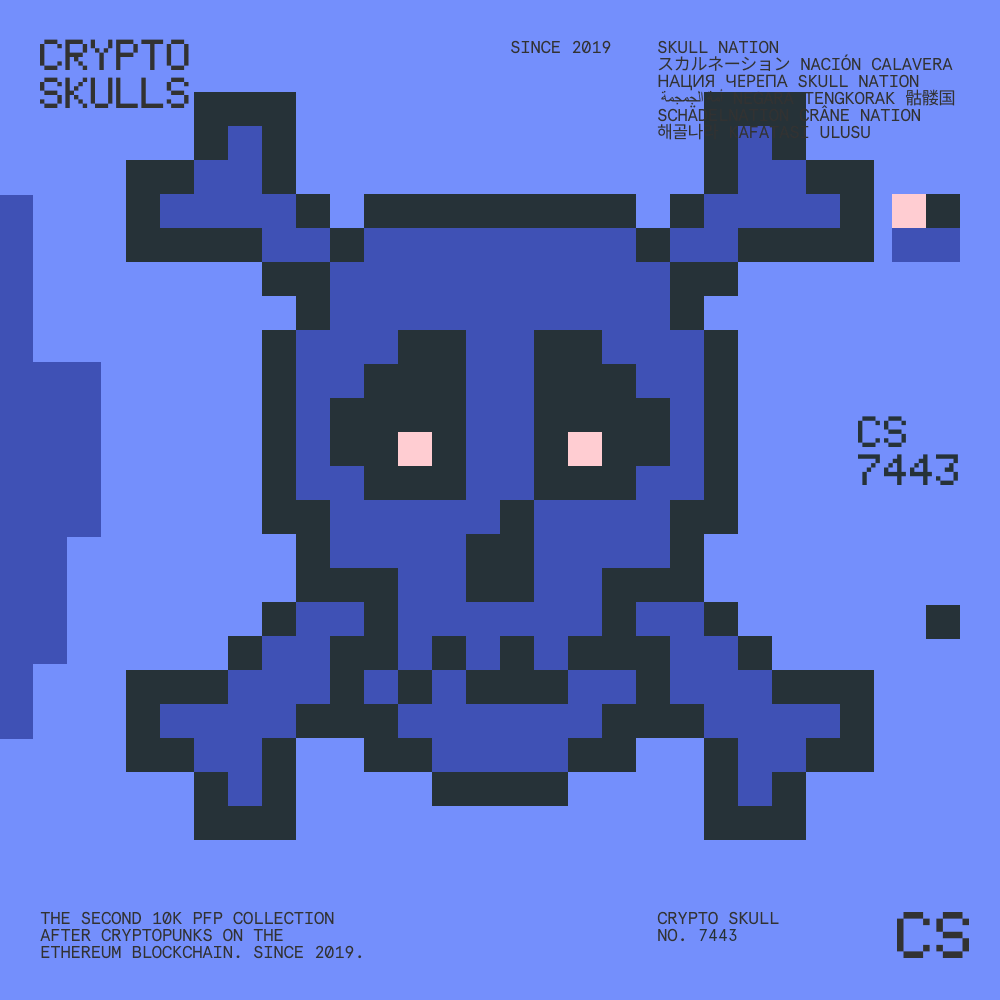 CRYPTO
SKULLS
SINCE 2019
SKULL NATION
スカルネーション NACIÓN CALAVERA
НАЦИЯ ЧЕРЕПА SKULL NATION
TENGKORAK 骷髅国
CRÂNE NATION
ULUSU
CS
7443
THE SECOND 10K PFP COLLECTION
AFTER CRYPTOPUNKS ON THE
ETHEREUM BLOCKCHAIN. SINCE 2019.
CRYPTO SKULL
NO. 7443
CS